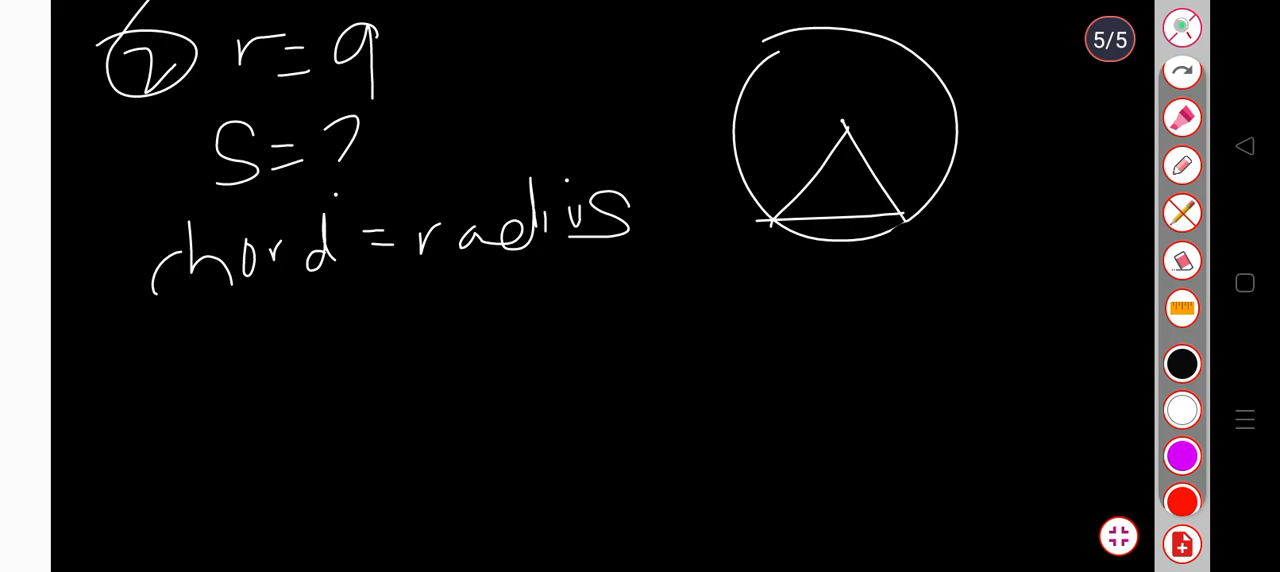 ② r = 9
S = ?
chord = radius
5/5